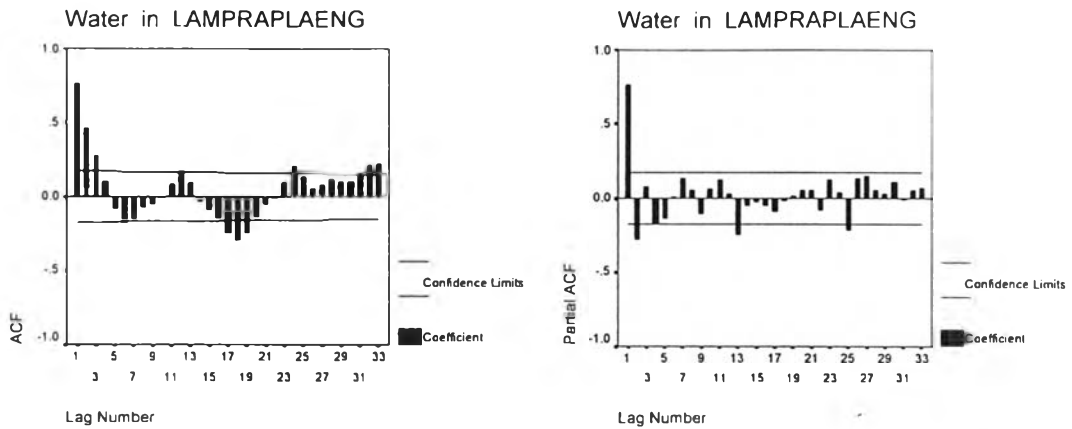 Water in LAMPRAPLAENG
1.0
.5
0.0
-.5
-1.0
ACF
1 5 9 13 17 21 25 29 33
3 7 11 15 19 23 27 31
Lag Number
Confidence Limits
Coefficient
Water in LAMPRAPLAENG
1.0
.5
0.0
-.5
-1.0
Partial ACF
1 5 9 13 17 21 25 29 33
3 7 11 15 19 23 27 31
Lag Number
Confidence Limits
Coefficient